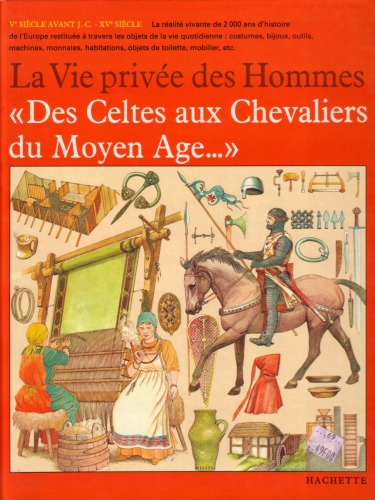 Vᵉ SIÈCLE AVANT J.-C. - XVᵉ SIÈCLE La réalité vivante de 2 000 ans d'histoire
de l'Europe restituée à travers les objets de la vie quotidienne : costumes, bijoux, outils,
machines, monnaies, habitations, objets de toilette, mobilier, etc.
La Vie privée des Hommes
« Des Celtes aux Chevaliers
du Moyen Age... »
HACHETTE